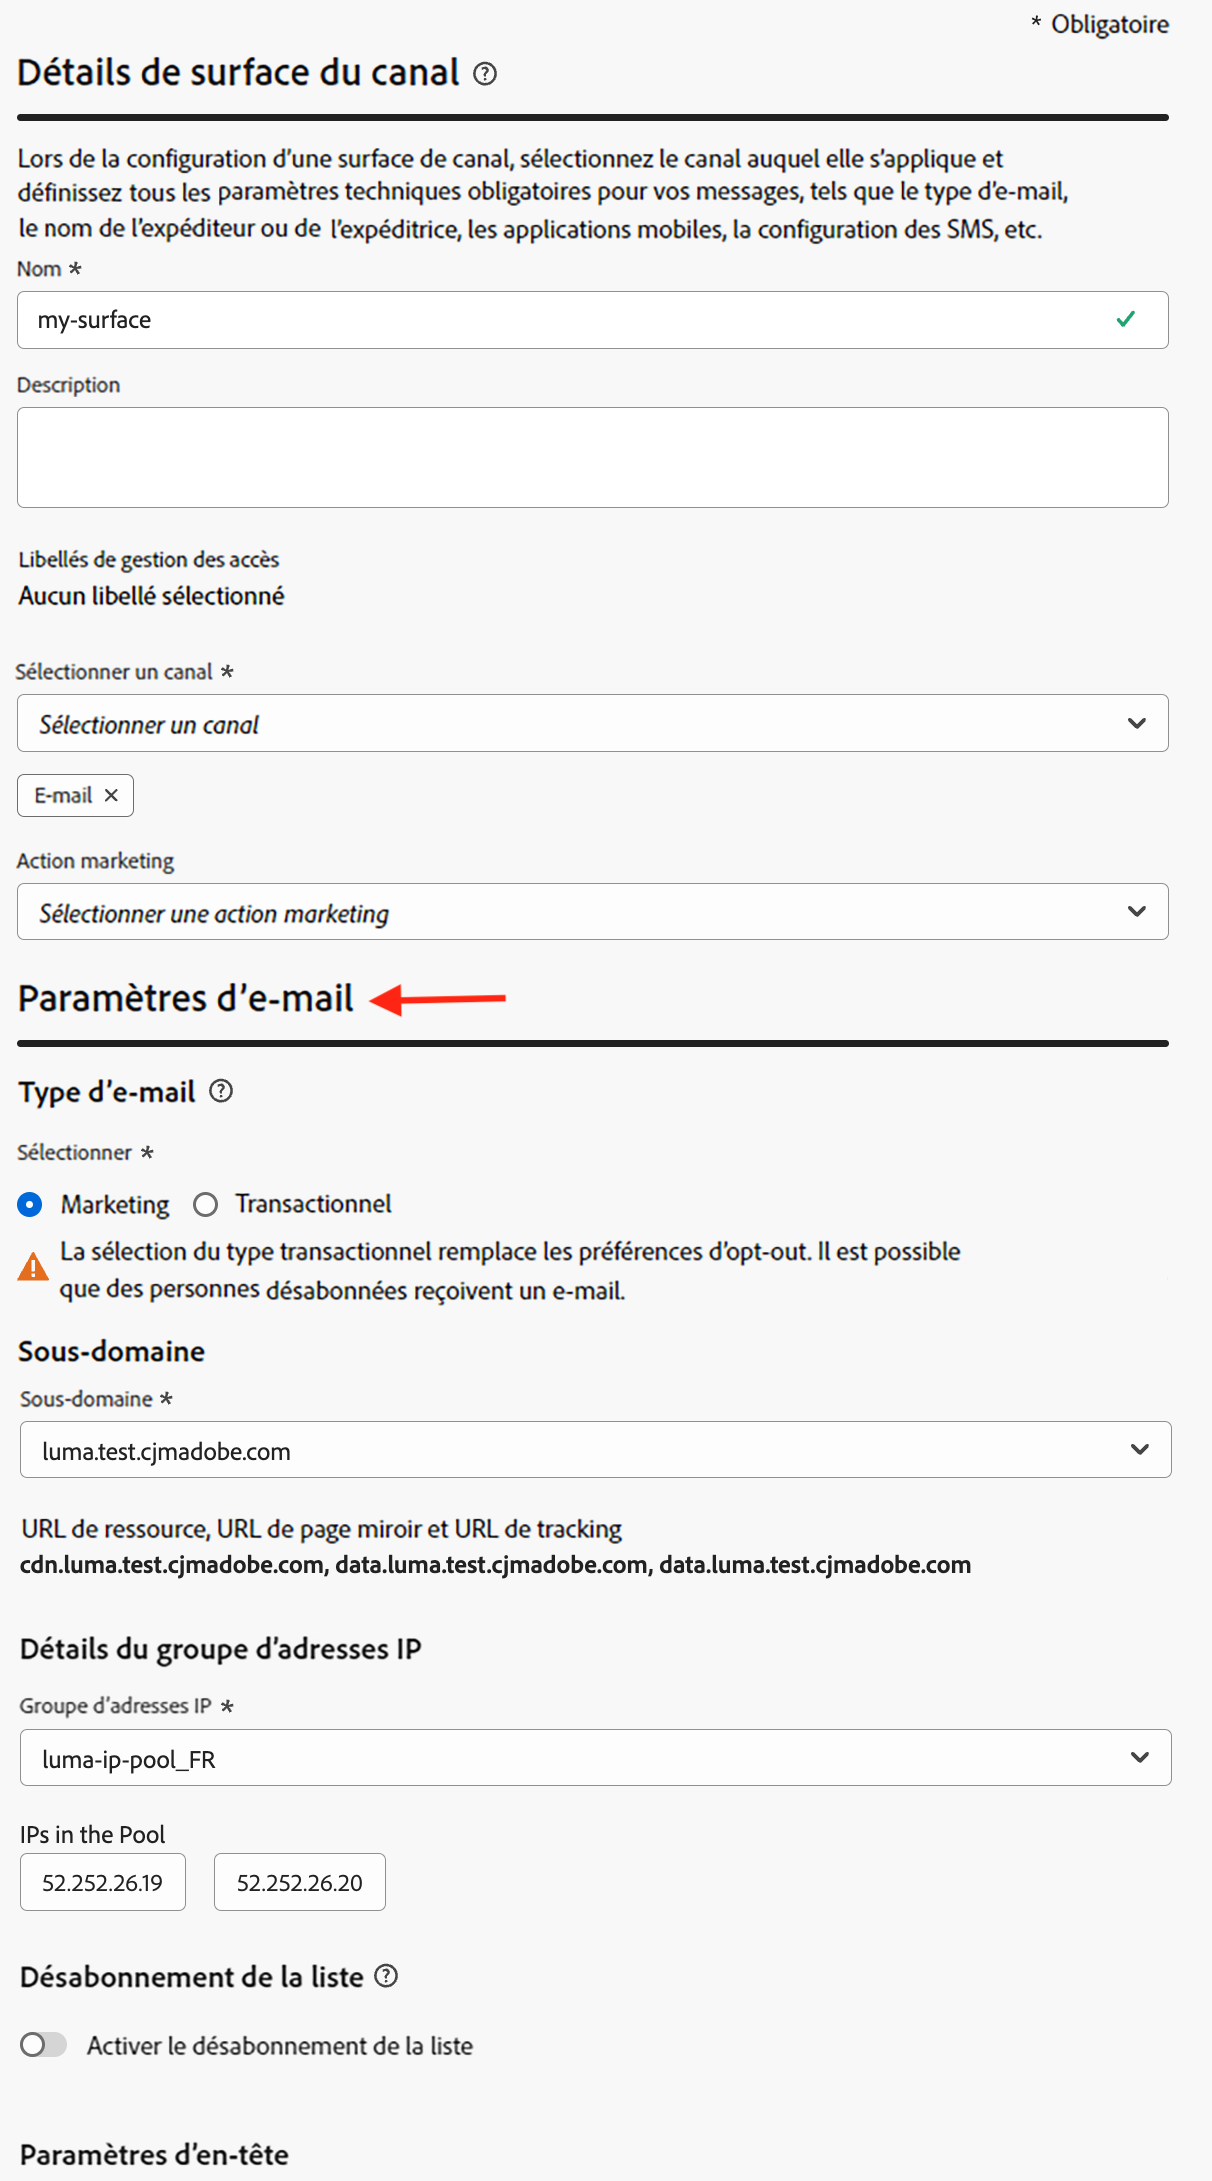 * Obligatoire
Détails de surface du canal
Lors de la configuration d’une surface de canal, sélectionnez le canal auquel elle s’applique et
définissez tous les paramètres techniques obligatoires pour vos messages, tels que le type d’e-mail,
le nom de l’expéditeur ou de l’expéditrice, les applications mobiles, la configuration des SMS, etc.
Nom *
my-surface
Description
Libellés de gestion des accès
Aucun libellé sélectionné
Sélectionner un canal *
Sélectionner un canal
E-mail
Action marketing
Sélectionner une action marketing
Paramètres d’e-mail
Type d’e-mail
Sélectionner *
Marketing Transactionnel
La sélection du type transactionnel remplace les préférences d’opt-out. Il est possible
que des personnes désabonnées reçoivent un e-mail.
Sous-domaine
Sous-domaine *
luma.test.cjmadobe.com
URL de ressource, URL de page miroir et URL de tracking
cdn.luma.test.cjmadobe.com, data.luma.test.cjmadobe.com, data.luma.test.cjmadobe.com
Détails du groupe d’adresses IP
Groupe d’adresses IP *
luma-ip-pool_FR
IPs in the Pool
52.252.26.19 52.252.26.20
Désabonnement de la liste
Activer le désabonnement de la liste
Paramètres d’en-tête